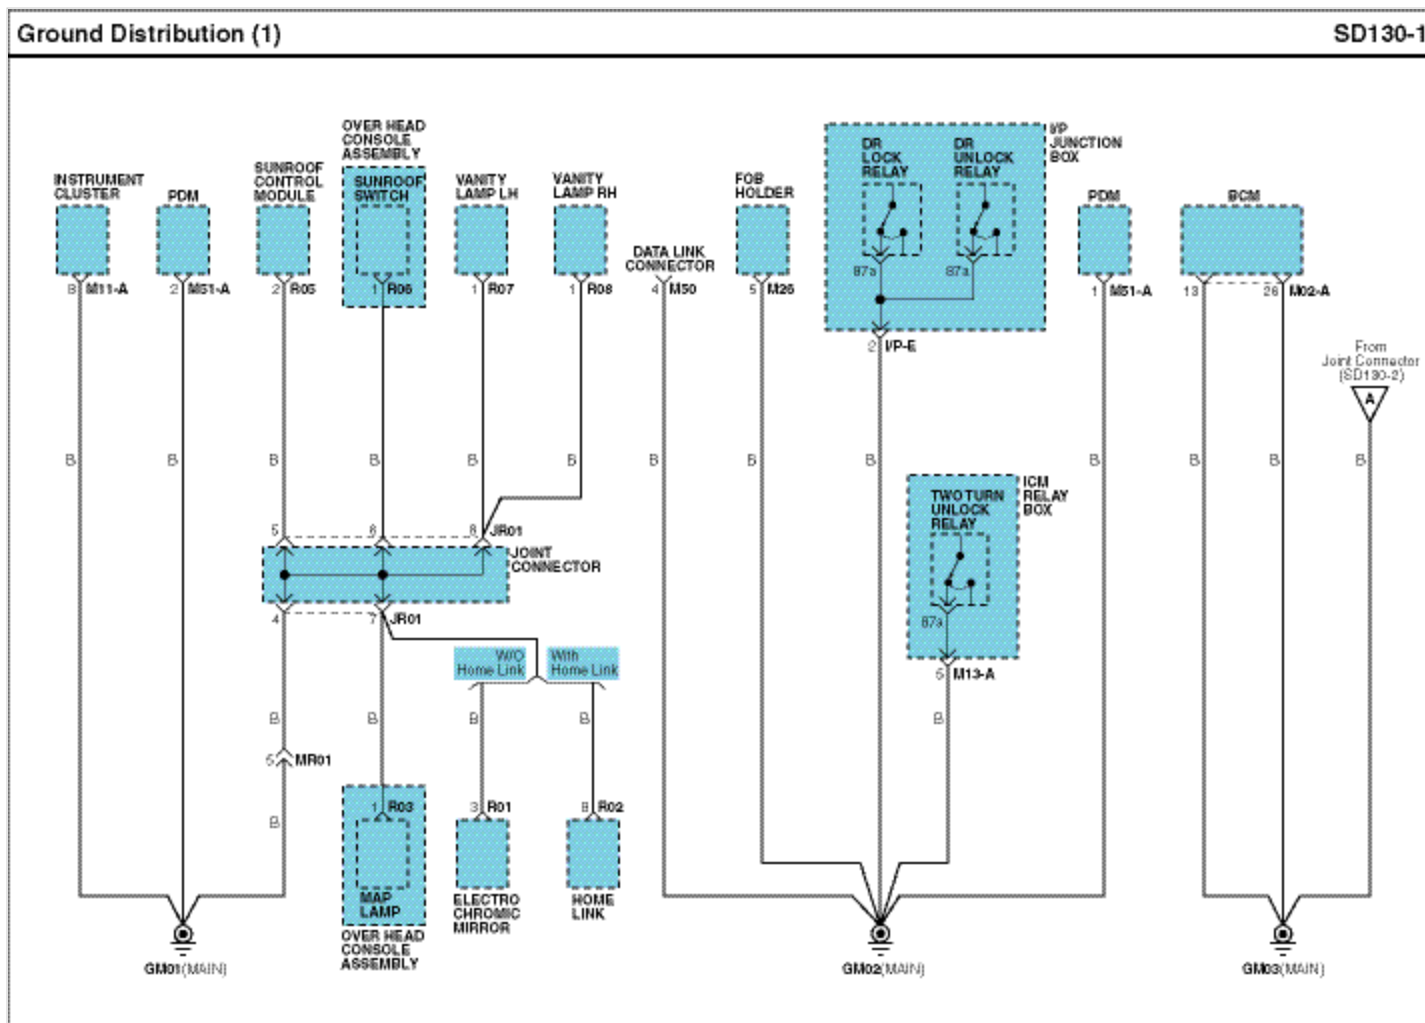 Ground Distribution (1)
SD130-1
OVER HEAD
CONSOLE
ASSEMBLY
INSTRUMENT
CLUSTER
PDM
SUNROOF
CONTROL
MODULE
SUNROOF
SWITCH
VANITY
LAMP LH
VANITY
LAMP RH
DATA LINK
CONNECTOR
FOB
HOLDER
DR
LOCK
RELAY
DR
UNLOCK
RELAY
I/P
JUNCTION
BOX
PDM
BCM
8 M11-A
2 M51-A
2 R05
1 R06
1 R07
1 R08
4 M50
5 M26
87a
87a
2 I/P-E
1 M51-A
13
26 M02-A
From
Joint Connector
(SD130-2)
A
B
B
B
B
B
B
B
B
B
B
B
B
B
TWO TURN
UNLOCK
RELAY
ICM
RELAY
BOX
87a
5
6
8 JR01
JOINT
CONNECTOR
4
7 JR01
W/O
Home Link
With
Home Link
M13-A
B
B
B
B
B
5 MR01
B
1 R03
3 R01
8 R02
MAP
LAMP
OVER HEAD
CONSOLE
ASSEMBLY
ELECTRO
CHROMIC
MIRROR
HOME
LINK
GM01(MAIN)
GM02(MAIN)
GM03(MAIN)